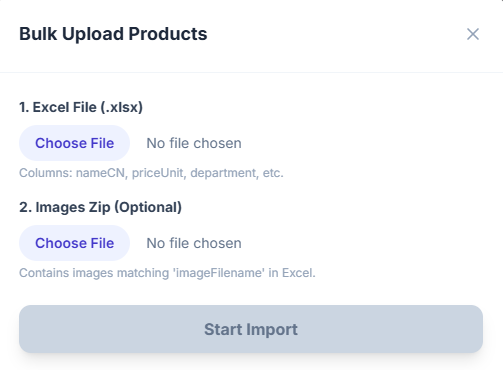 Bulk Upload Products
1. Excel File (.xlsx)
Choose File No file chosen
Columns: nameCN, priceUnit, department, etc.
2. Images Zip (Optional)
Choose File No file chosen
Contains images matching 'imageFilename' in Excel.
Start Import